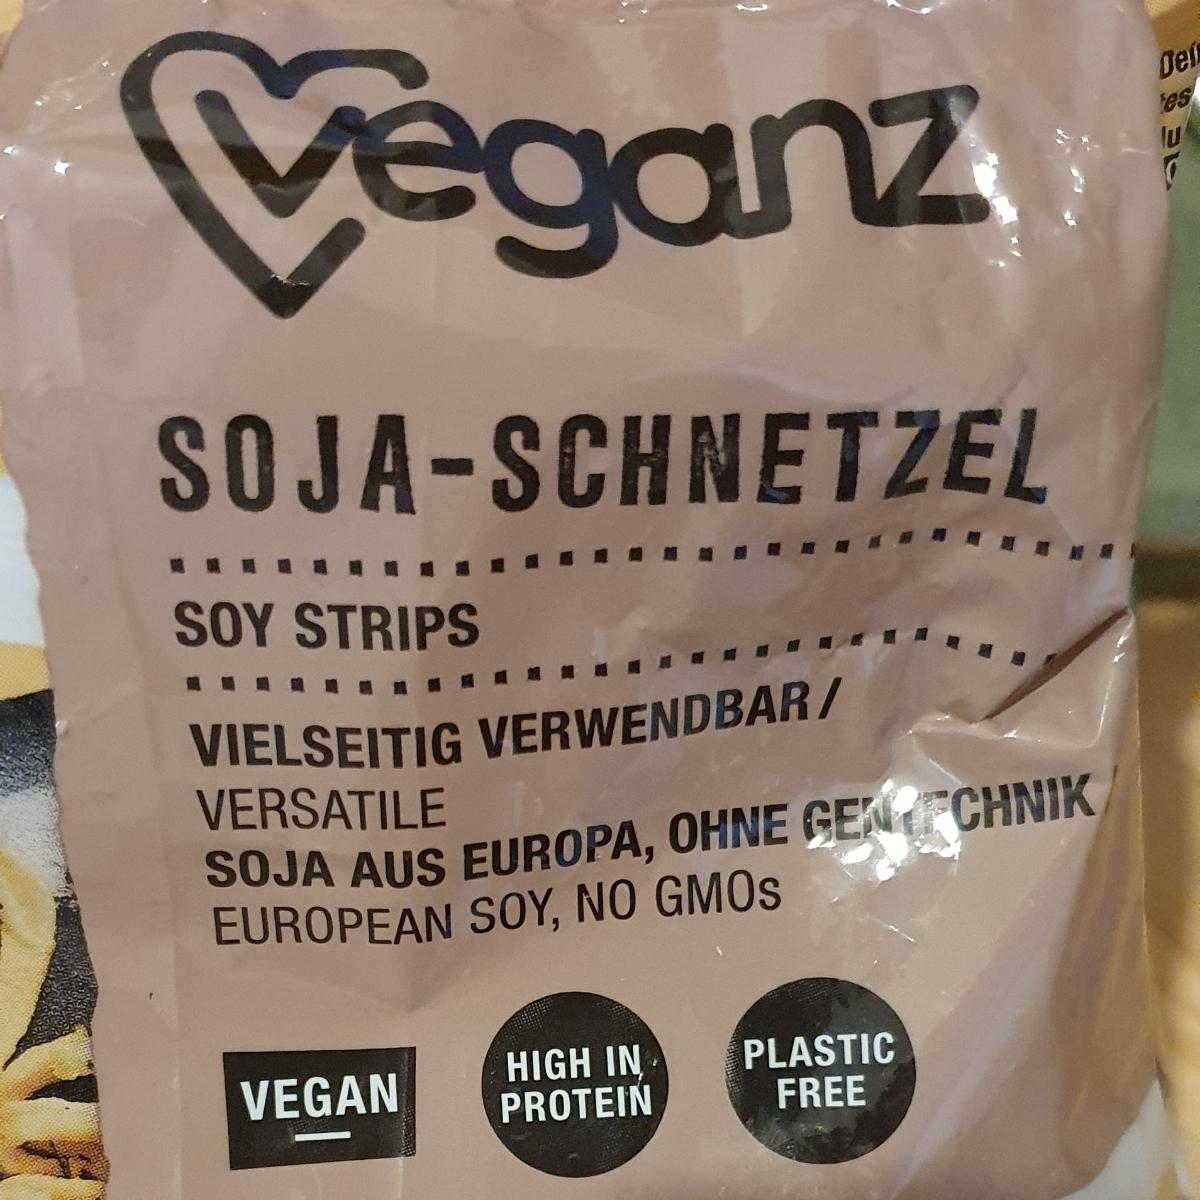 Veganz
SOJA-SCHNETZEL
SOY STRIPS
VIELSEITIG VERWENDBAR /
VERSATILE
SOJA AUS EUROPA, OHNE GENTECHNIK /
EUROPEAN SOY, NO GMOs
VEGAN
HIGH IN
PROTEIN
PLASTIC
FREE